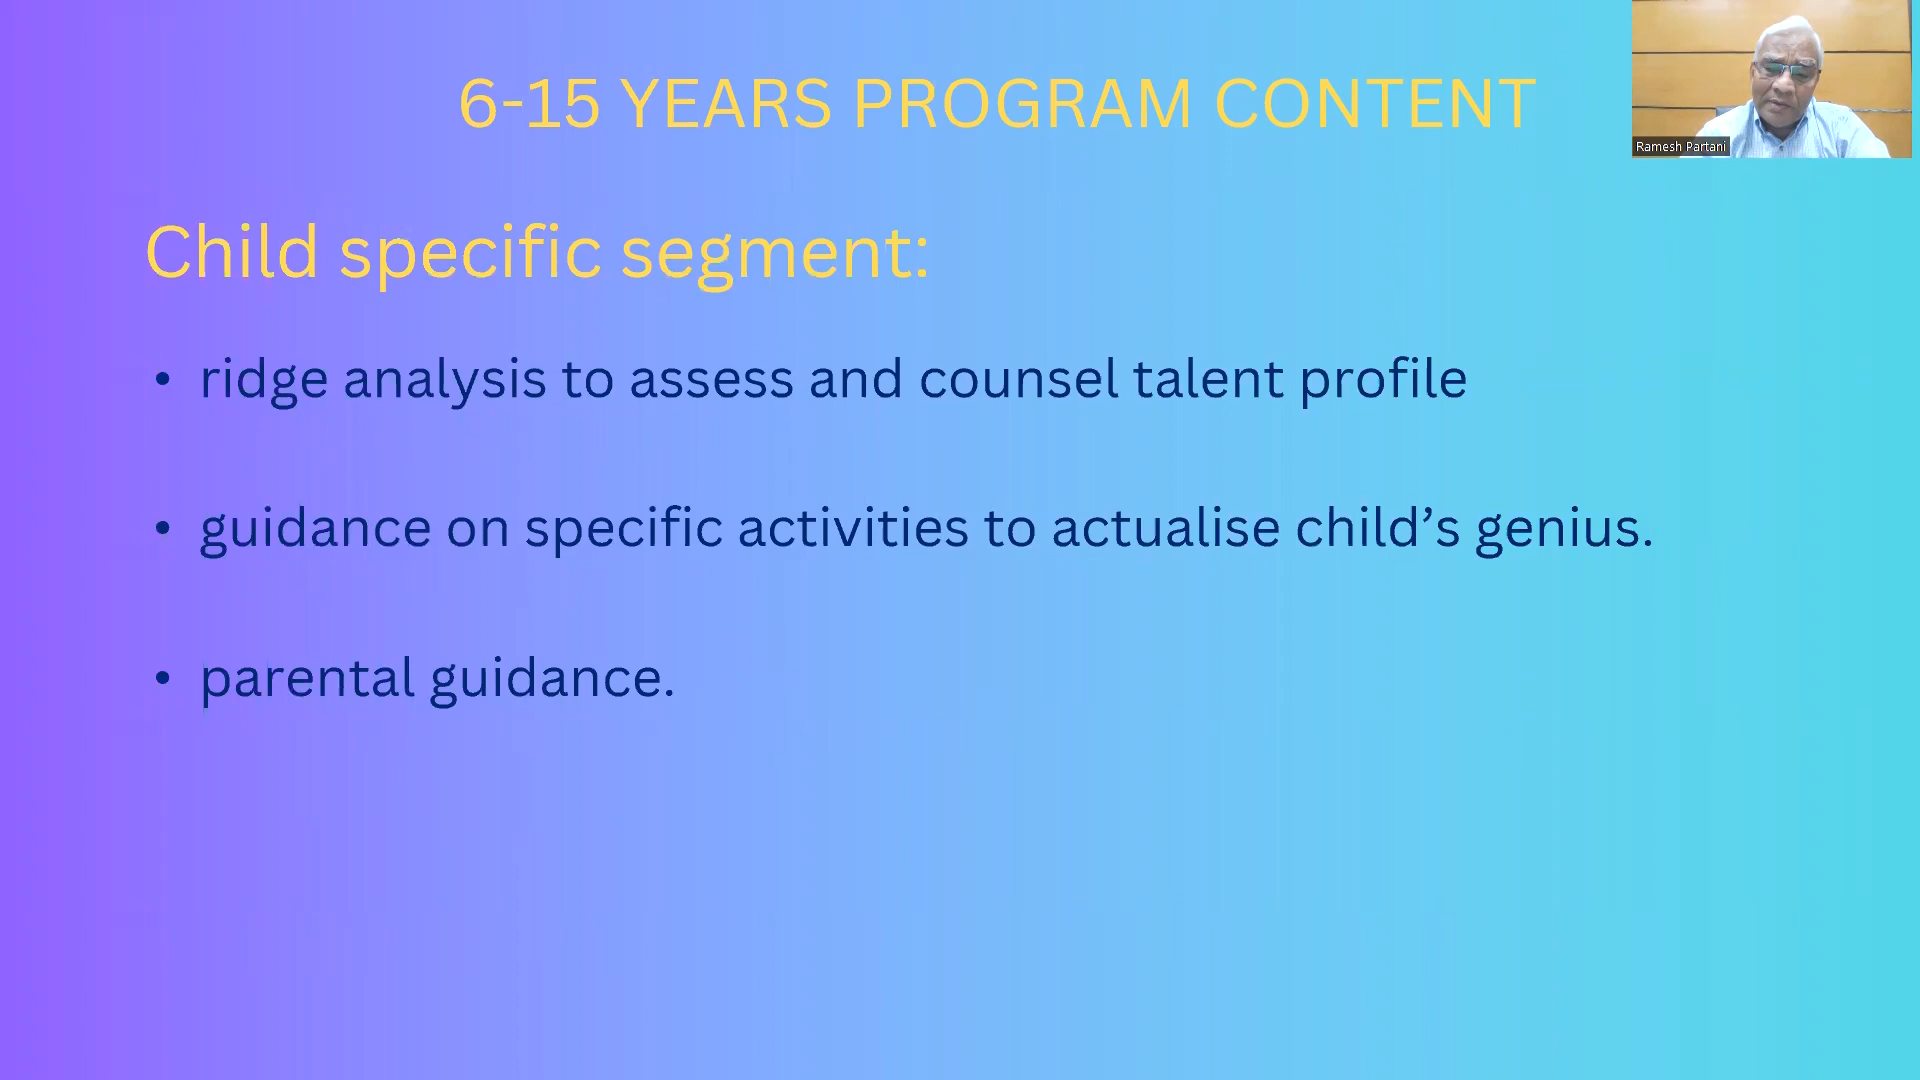 6-15 YEARS PROGRAM CONTENT
Ramesh Partani
Child specific segment:
• ridge analysis to assess and counsel talent profile
• guidance on specific activities to actualise child’s genius.
• parental guidance.